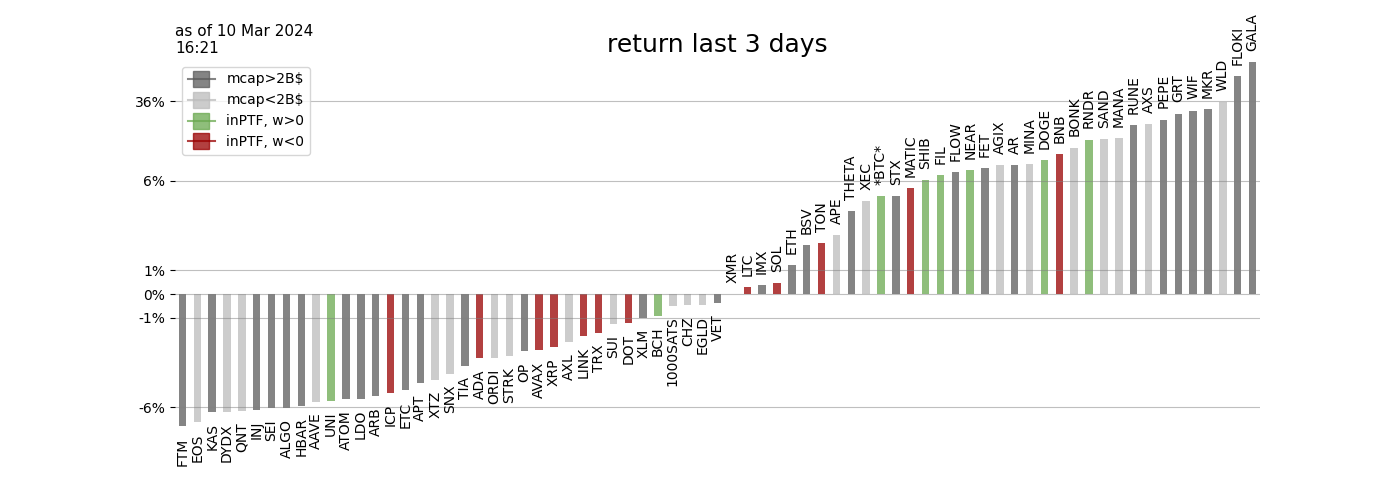 as of 10 Mar 2024
16:21
return last 3 days
mcap>2B$
mcap<2B$
inPTF, w>0
inPTF, w<0
36%
6%
1%
0%
-1%
-6%
FTM
EOS
KAS
DYDX
QNT
INJ
SEI
ALGO
HBAR
AAVE
UNI
ATOM
LDO
ARB
ICP
ETC
APT
XTZ
SNX
TIA
ADA
ORDI
STRK
OP
AVAX
XRP
AXL
LINK
TRX
SUI
DOT
XLM
BCH
1000SATS
CHZ
EGLD
VET
XMR
LTC
IMX
SOL
ETH
BSV
TON
APE
THETA
XEC
*BTC*
STX
MATIC
SHIB
FIL
FLOW
NEAR
FET
AGIX
AR
MINA
DOGE
BNB
BONK
RNDR
SAND
MANA
RUNE
AXS
PEPE
GRT
WIF
MKR
WLD
FLOKI
GALA